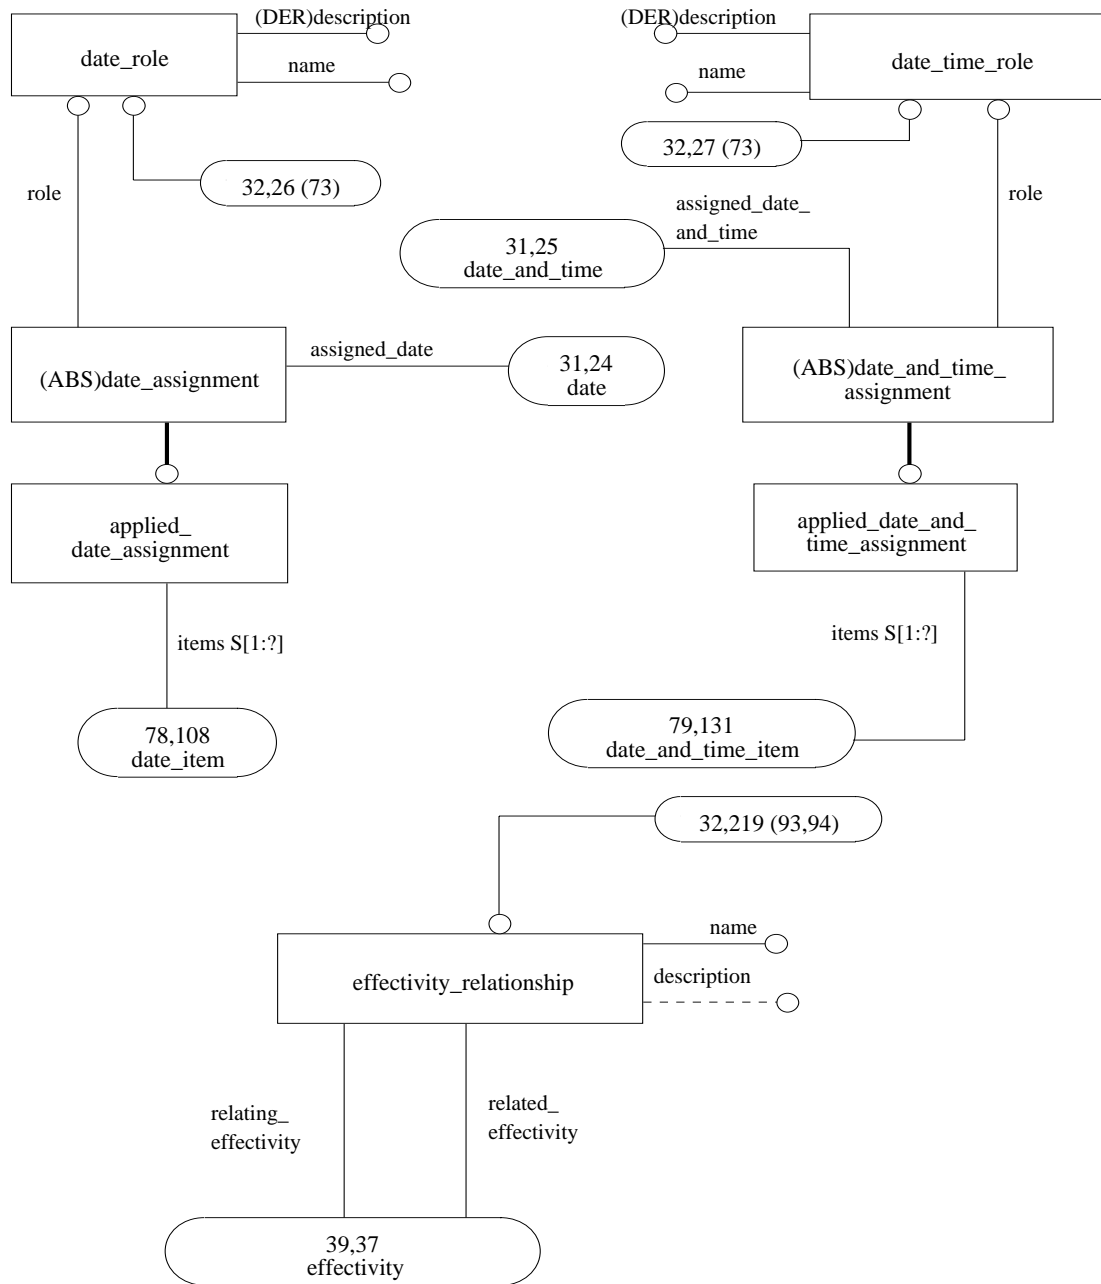 (DER)description
date_role
name
32,26 (73)
role
(DER)description
name
date_time_role
32,27 (73)
role
assigned_date_
and_time
31,25
date_and_time
(ABS)date_assignment
assigned_date
31,24
date
(ABS)date_and_time_
assignment
applied_
date_assignment
applied_date_and_
time_assignment
items S[1:?]
items S[1:?]
78,108
date_item
79,131
date_and_time_item
32,219 (93,94)
effectivity_relationship
name
description
relating_
effectivity
related_
effectivity
39,37
effectivity